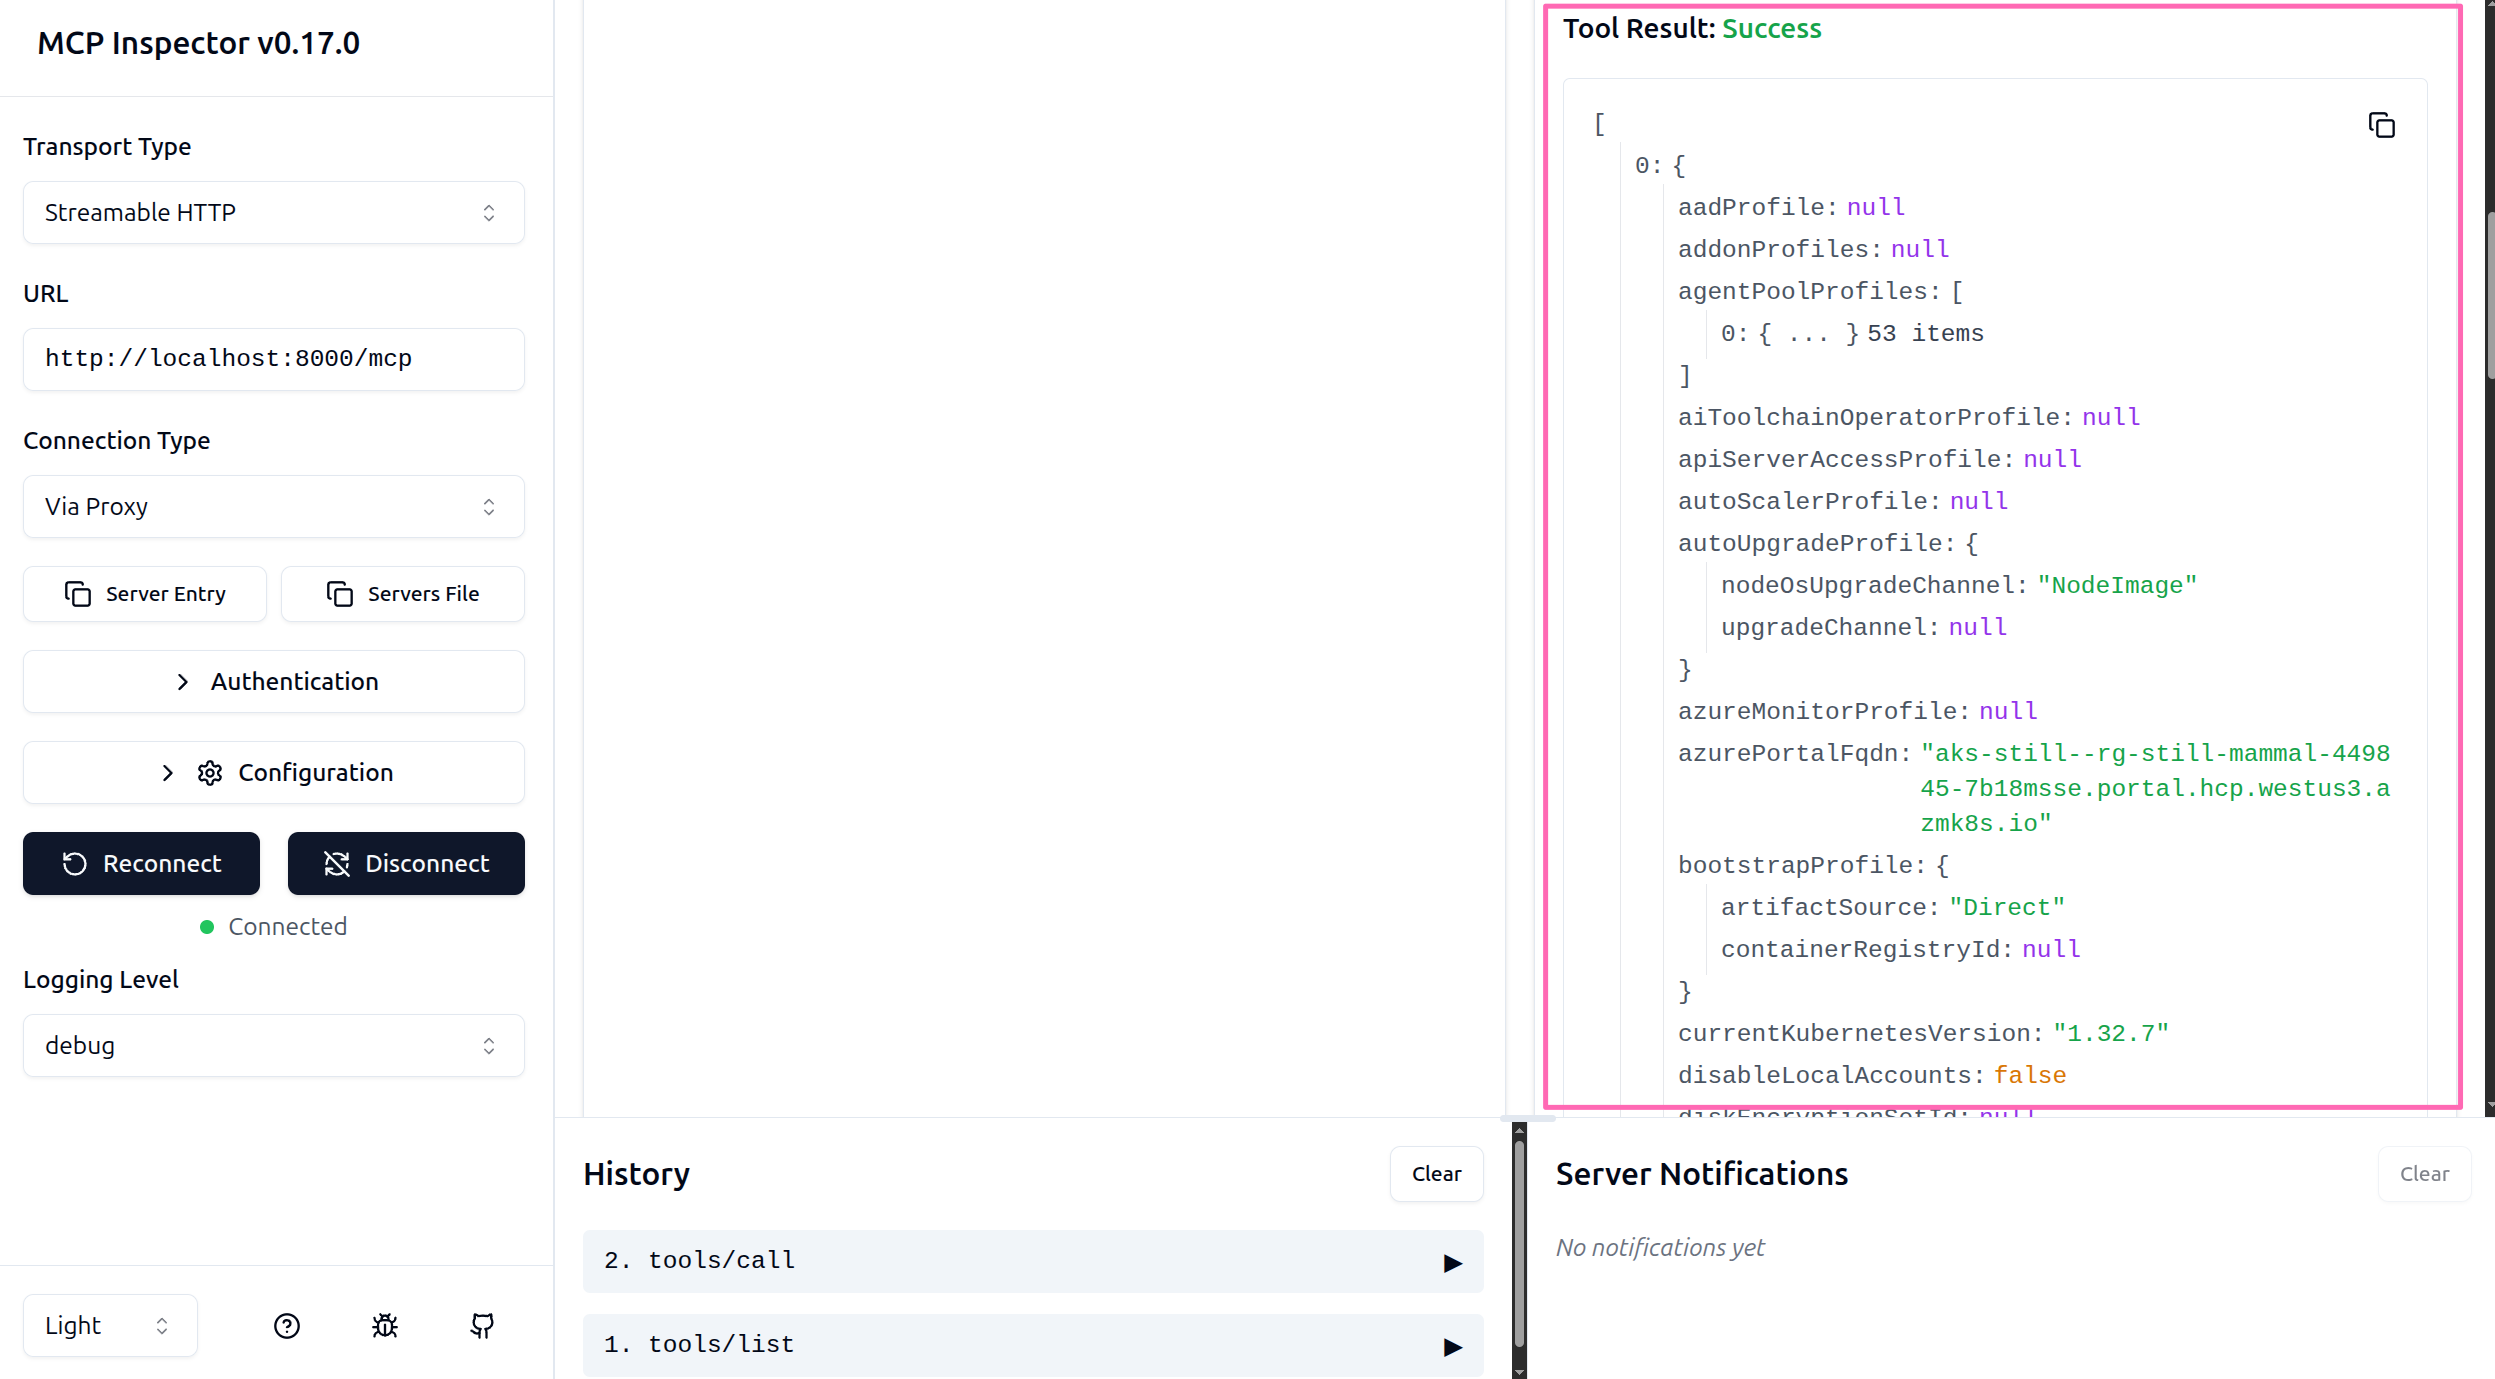 MCP Inspector v0.17.0
Transport Type
Streamable HTTP
URL
http://localhost:8000/mcp
Connection Type
Via Proxy
Server Entry
Servers File
Authentication
Configuration
Reconnect
Disconnect
Connected
Logging Level
debug
Light
Tool Result: Success
[
0: {
aadProfile: null
addonProfiles: null
agentPoolProfiles: [
0: { ... } 53 items
]
aiToolchainOperatorProfile: null
apiServerAccessProfile: null
autoScalerProfile: null
autoUpgradeProfile: {
nodeOsUpgradeChannel: "NodeImage"
upgradeChannel: null
}
azureMonitorProfile: null
azurePortalFqdn: "aks-still--rg-still-mammal-4498
45-7b18msse.portal.hcp.westus3.a
zmk8s.io"
bootstrapProfile: {
artifactSource: "Direct"
containerRegistryId: null
}
currentKubernetesVersion: "1.32.7"
disableLocalAccounts: false
diskEncryptionSetId: null
History
Clear
2. tools/call
1. tools/list
Server Notifications
Clear
No notifications yet